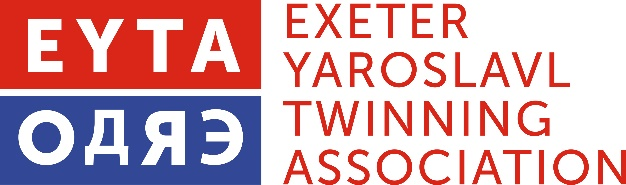 EYTA
ОДЯЭ
EXETER
YAROSLAVL
TWINNING
ASSOCIATION